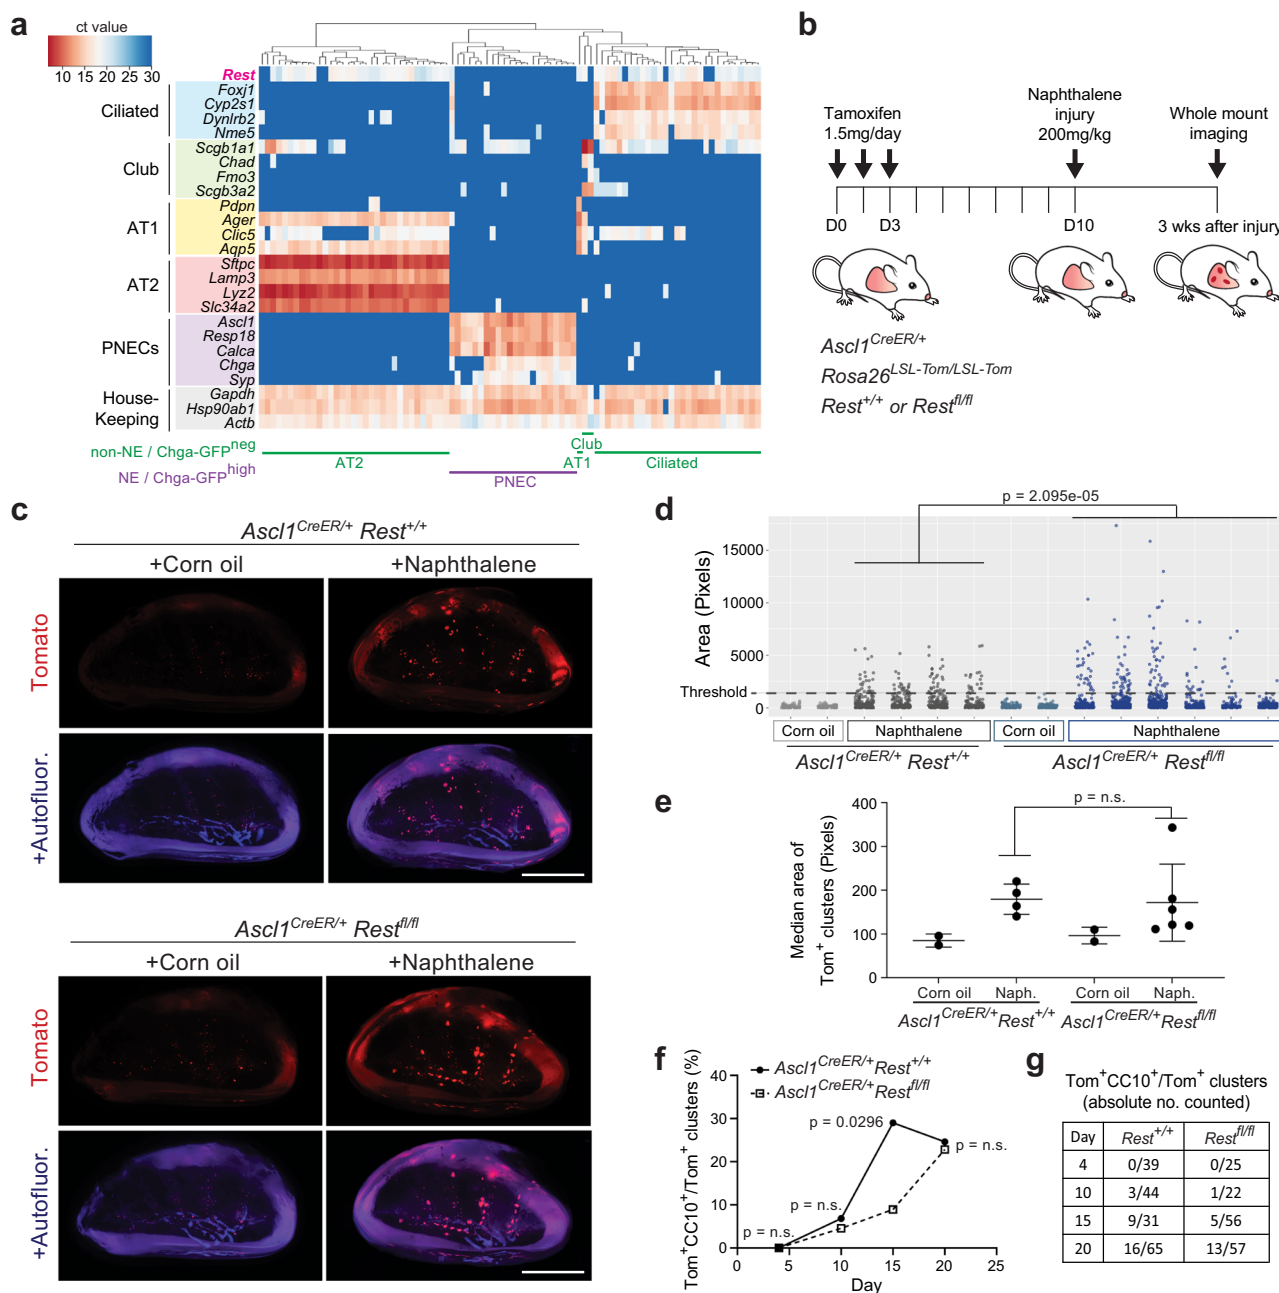 a
ct value
10 15 20 25 30
Rest
Ciliated
Foxj1
Cyp2s1
Dynlrb2
Nme5
Club
Scgb1a1
Chad
Fmo3
Scgb3a2
AT1
Pdpn
Ager
Clic5
Aqp5
AT2
Sftpc
Lamp3
Lyz2
Slc34a2
PNECs
Ascl1
Resp18
Calca
Chga
Syp
House-
Keeping
Gapdh
Hsp90ab1
Actb
non-NE / Chga-GFPneg
NE / Chga-GFPhigh
AT2
PNEC
AT1
Club
Ciliated
b
Tamoxifen
1.5mg/day
Naphthalene
injury
200mg/kg
Whole mount
imaging
D0
D3
D10
3 wks after injury
Ascl1CreER/+
Rosa26LSL-Tom/LSL-Tom
Rest+/+ or Restfl/fl
c
Ascl1CreER/+ Rest+/+
+Corn oil
+Naphthalene
Tomato
+Autofluor.
Ascl1CreER/+ Restfl/fl
+Corn oil
+Naphthalene
Tomato
+Autofluor.
d
p = 2.095e-05
Area (Pixels)
15000
10000
5000
Threshold
0
Corn oil
Naphthalene
Corn oil
Naphthalene
Ascl1CreER/+ Rest+/+
Ascl1CreER/+ Restfl/fl
e
p = n.s.
Median area of
Tom+ clusters (Pixels)
400
300
200
100
0
Corn oil
Naph.
Corn oil
Naph.
Ascl1CreER/+Rest+/+
Ascl1CreER/+Restfl/fl
f
Ascl1CreER/+Rest+/+
Ascl1CreER/+Restfl/fl
Tom+CC10+/Tom+ clusters (%)
40
30
20
10
0
p = n.s.
p = n.s.
p = 0.0296
p = n.s.
0 5 10 15 20 25
Day
g
Tom+CC10+/Tom+ clusters
(absolute no. counted)
Day Rest+/+ Restfl/fl
4 0/39 0/25
10 3/44 1/22
15 9/31 5/56
20 16/65 13/57